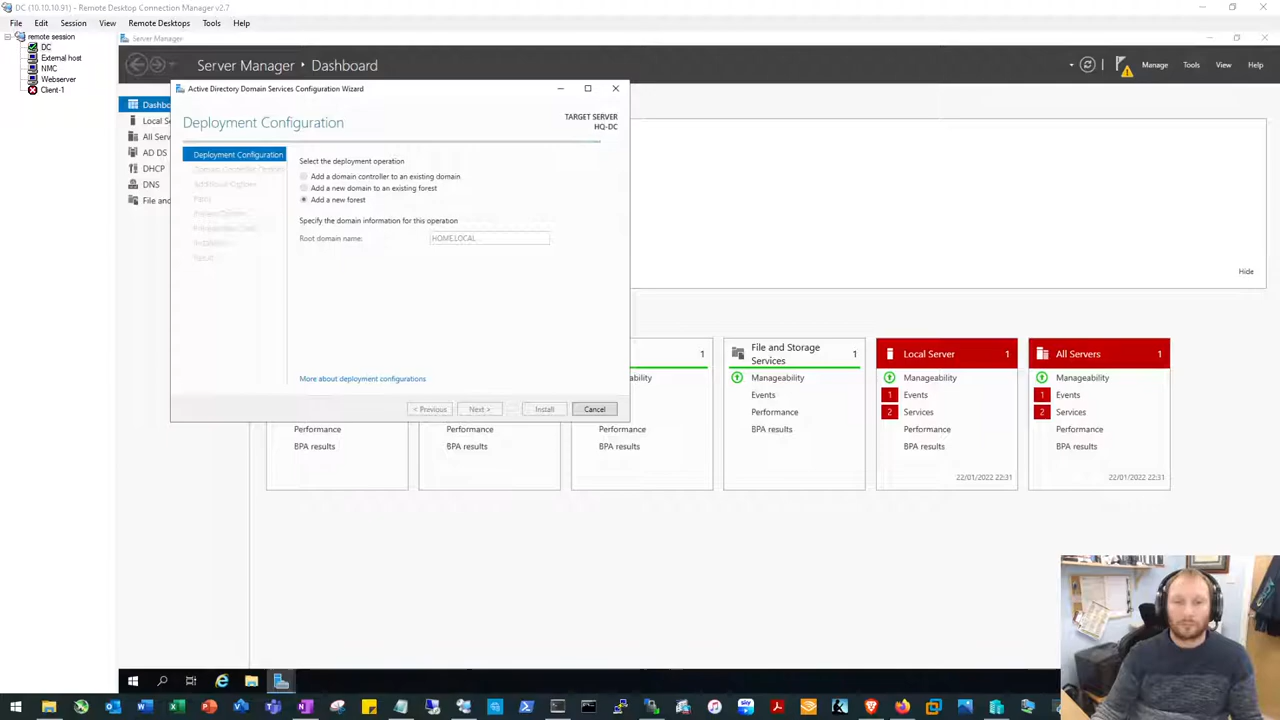 DC (10.10.10.91) - Remote Desktop Connection Manager v2.7
File Edit Session View Remote Desktops Tools Help
remote session
DC
External host
NMC
Webserver
Client-1
Server Manager
Server Manager • Dashboard
Manage Tools View Help
Dashbo
Local Se
All Serv
AD DS
DHCP
DNS
File and
Active Directory Domain Services Configuration Wizard
Deployment Configuration
TARGET SERVER
HQ-DC
Deployment Configuration
Additional Options
Paths
Select the deployment operation
Add a domain controller to an existing domain
Add a new domain to an existing forest
Add a new forest
Specify the domain information for this operation
Root domain name: HOME.LOCAL
More about deployment configurations
< Previous Next > Install Cancel
Hide
Performance
BPA results
Performance
BPA results
1
ability
Performance
BPA results
File and Storage
Services 1
Manageability
Events
Performance
BPA results
Local Server 1
Manageability
1 Events
2 Services
Performance
BPA results
22/01/2022 22:31
All Servers 1
Manageability
1 Events
2 Services
Performance
BPA results
22/01/2022 22:31